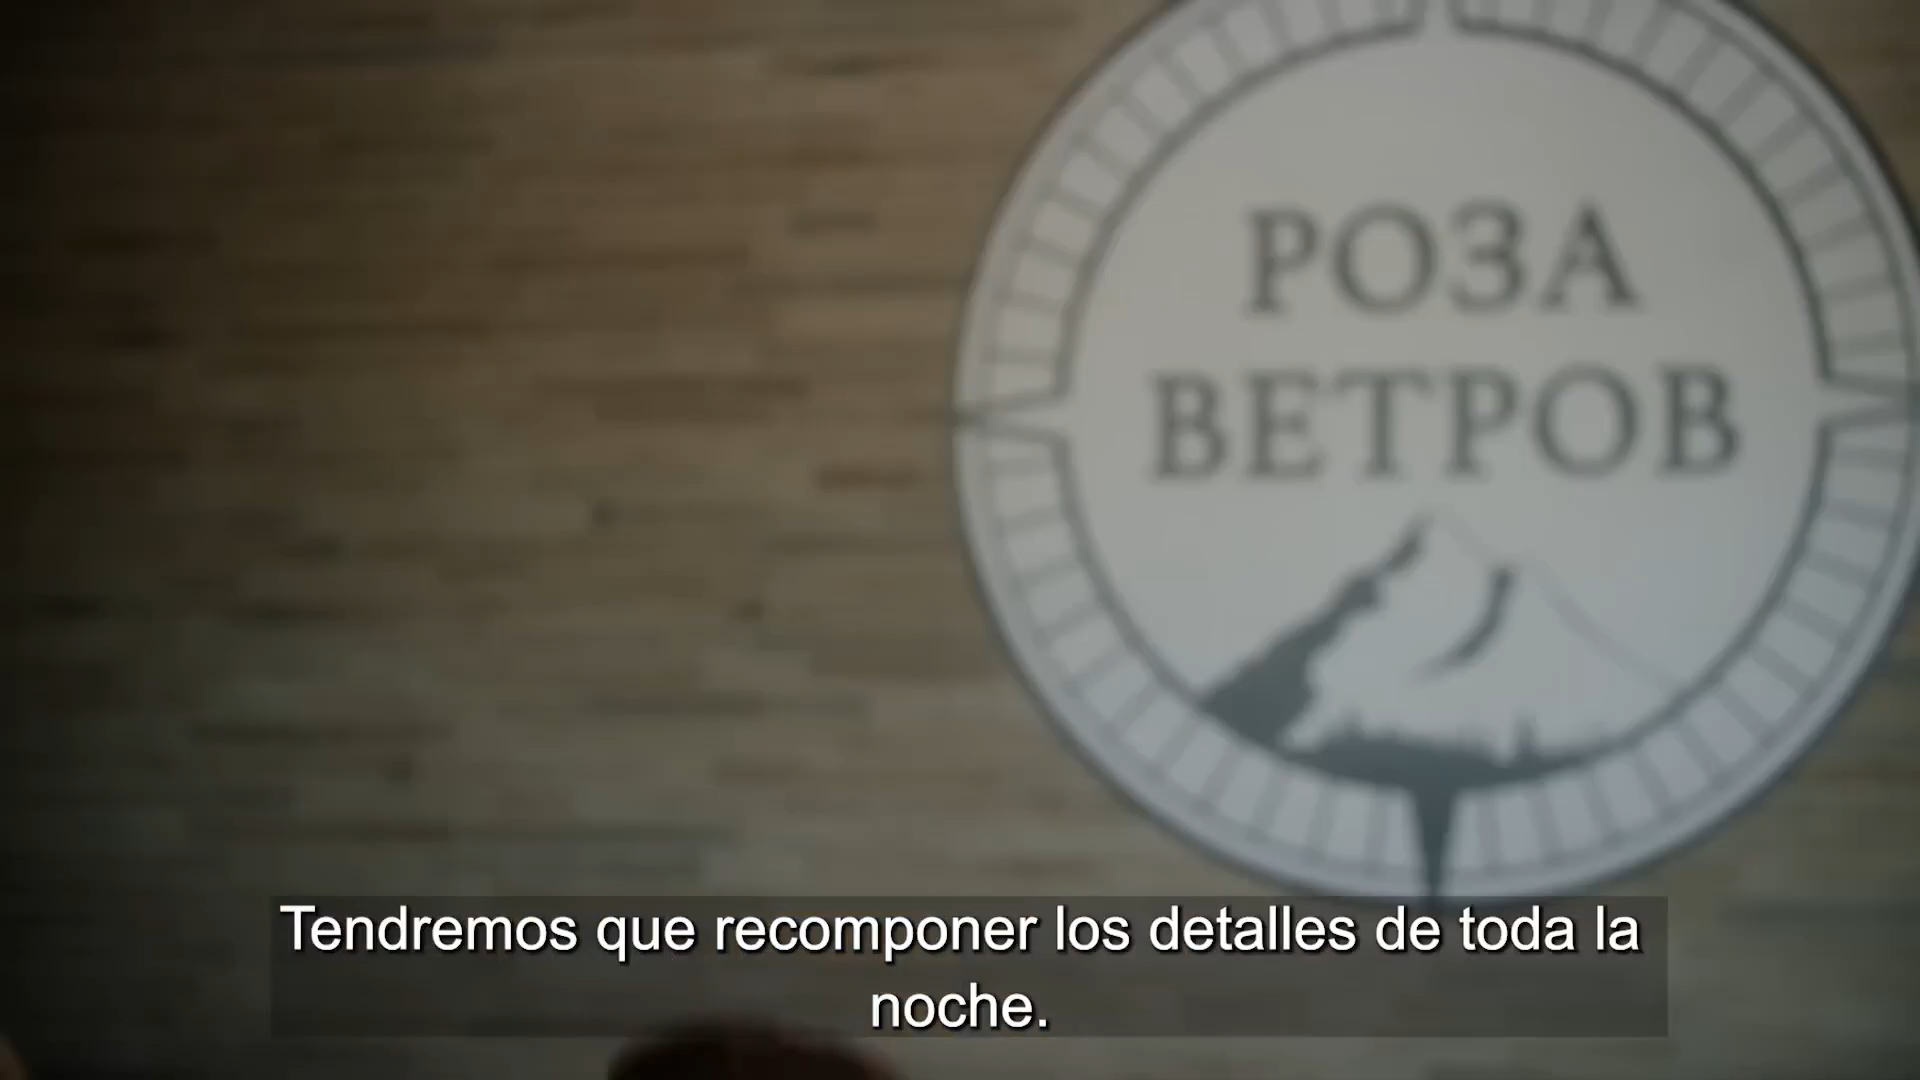 РОЗА
ВЕТРОВ
Tendremos que recomponer los detalles de toda la
noche.